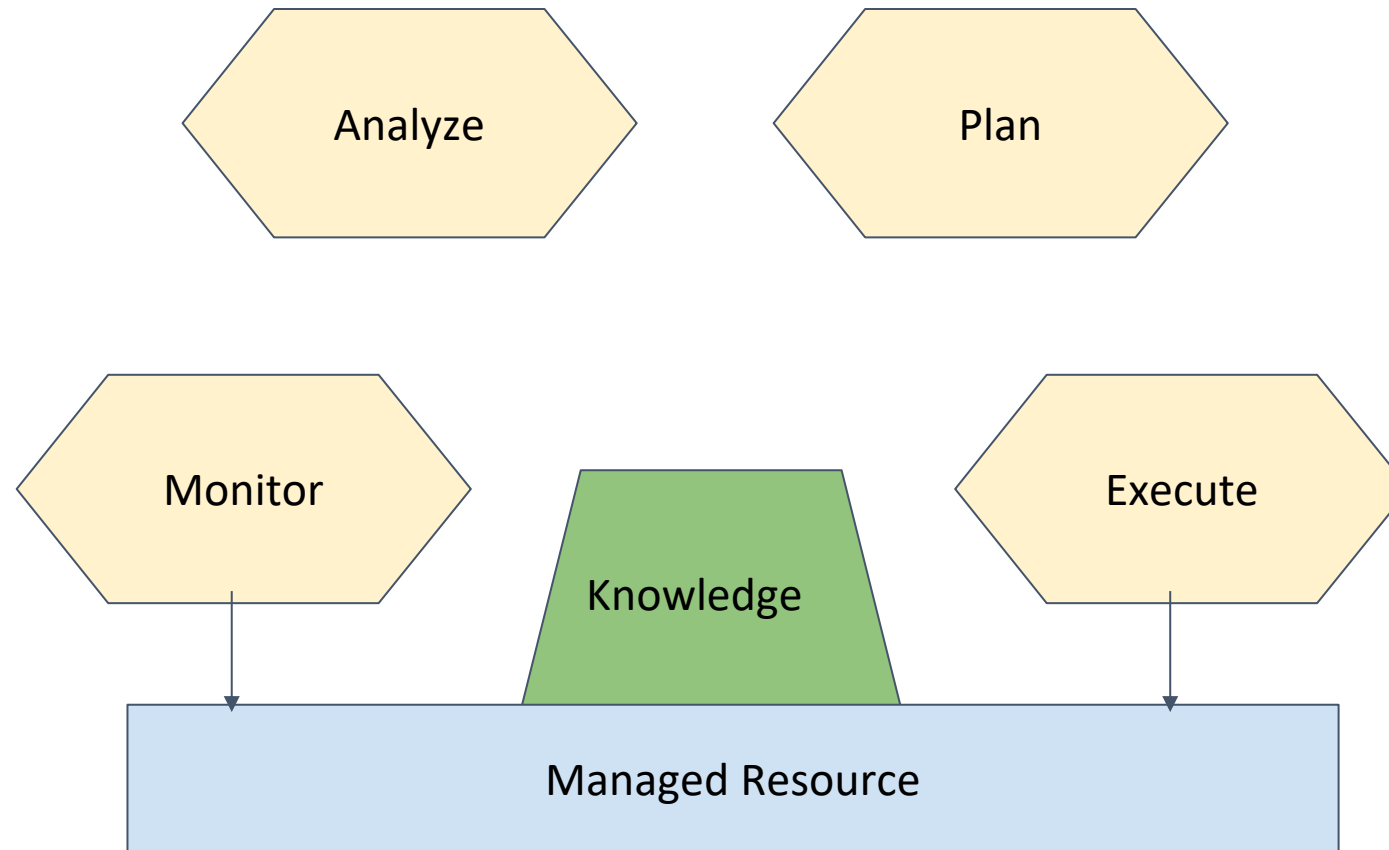 Analyze
Plan
Monitor
Execute
Knowledge
Managed Resource